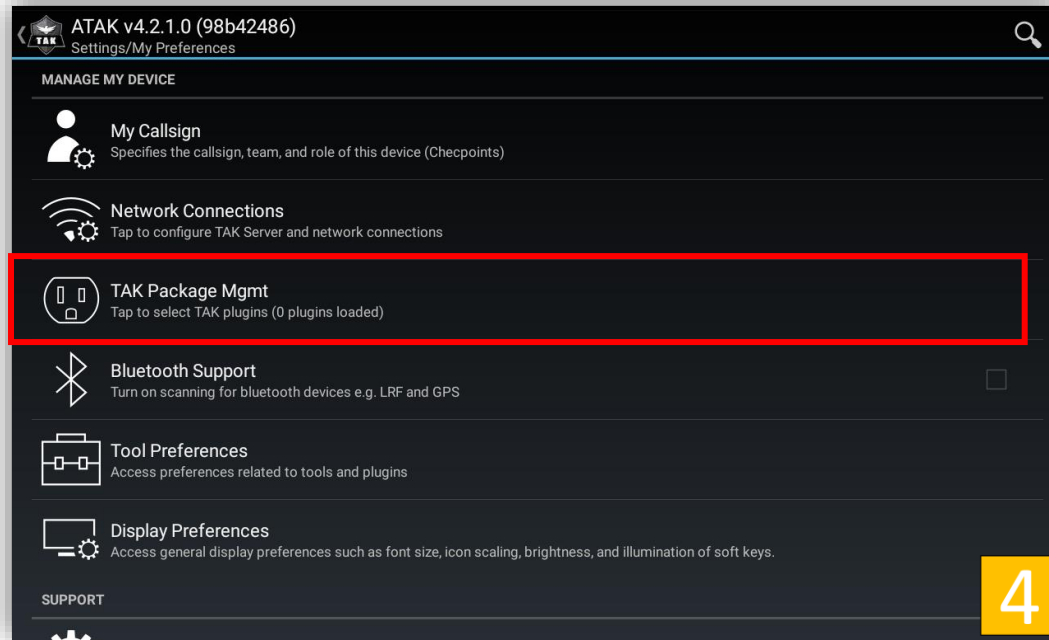 ATAK v4.2.1.0 (98b42486)
Settings/My Preferences
TAK
MANAGE MY DEVICE
My Callsign
Specifies the callsign, team, and role of this device (Checpoints)
Network Connections
Tap to configure TAK Server and network connections
TAK Package Mgmt
Tap to select TAK plugins (0 plugins loaded)
Bluetooth Support
Turn on scanning for bluetooth devices e.g. LRF and GPS
Tool Preferences
Access preferences related to tools and plugins
Display Preferences
Access general display preferences such as font size, icon scaling, brightness, and illumination of soft keys.
SUPPORT
4